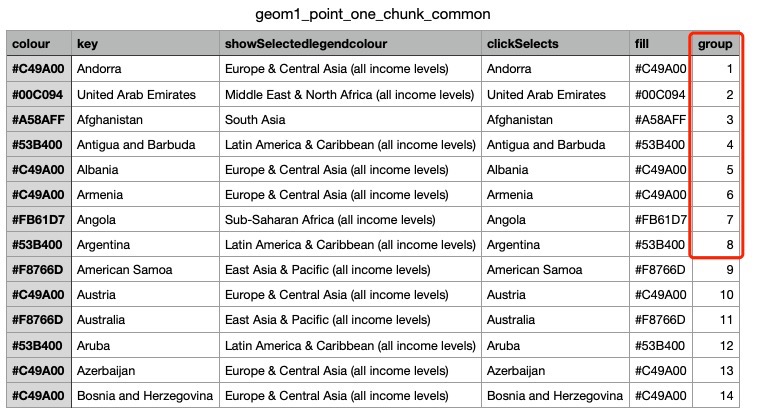 geom1_point_one_chunk_common
colour key showSelectedlegendcolour clickSelects fill group
#C49A00 Andorra Europe & Central Asia (all income levels) Andorra #C49A00 1
#00C094 United Arab Emirates Middle East & North Africa (all income levels) United Arab Emirates #00C094 2
#A58AFF Afghanistan South Asia Afghanistan #A58AFF 3
#53B400 Antigua and Barbuda Latin America & Caribbean (all income levels) Antigua and Barbuda #53B400 4
#C49A00 Albania Europe & Central Asia (all income levels) Albania #C49A00 5
#C49A00 Armenia Europe & Central Asia (all income levels) Armenia #C49A00 6
#FB61D7 Angola Sub-Saharan Africa (all income levels) Angola #FB61D7 7
#53B400 Argentina Latin America & Caribbean (all income levels) Argentina #53B400 8
#F8766D American Samoa East Asia & Pacific (all income levels) American Samoa #F8766D 9
#C49A00 Austria Europe & Central Asia (all income levels) Austria #C49A00 10
#F8766D Australia East Asia & Pacific (all income levels) Australia #F8766D 11
#53B400 Aruba Latin America & Caribbean (all income levels) Aruba #53B400 12
#C49A00 Azerbaijan Europe & Central Asia (all income levels) Azerbaijan #C49A00 13
#C49A00 Bosnia and Herzegovina Europe & Central Asia (all income levels) Bosnia and Herzegovina #C49A00 14